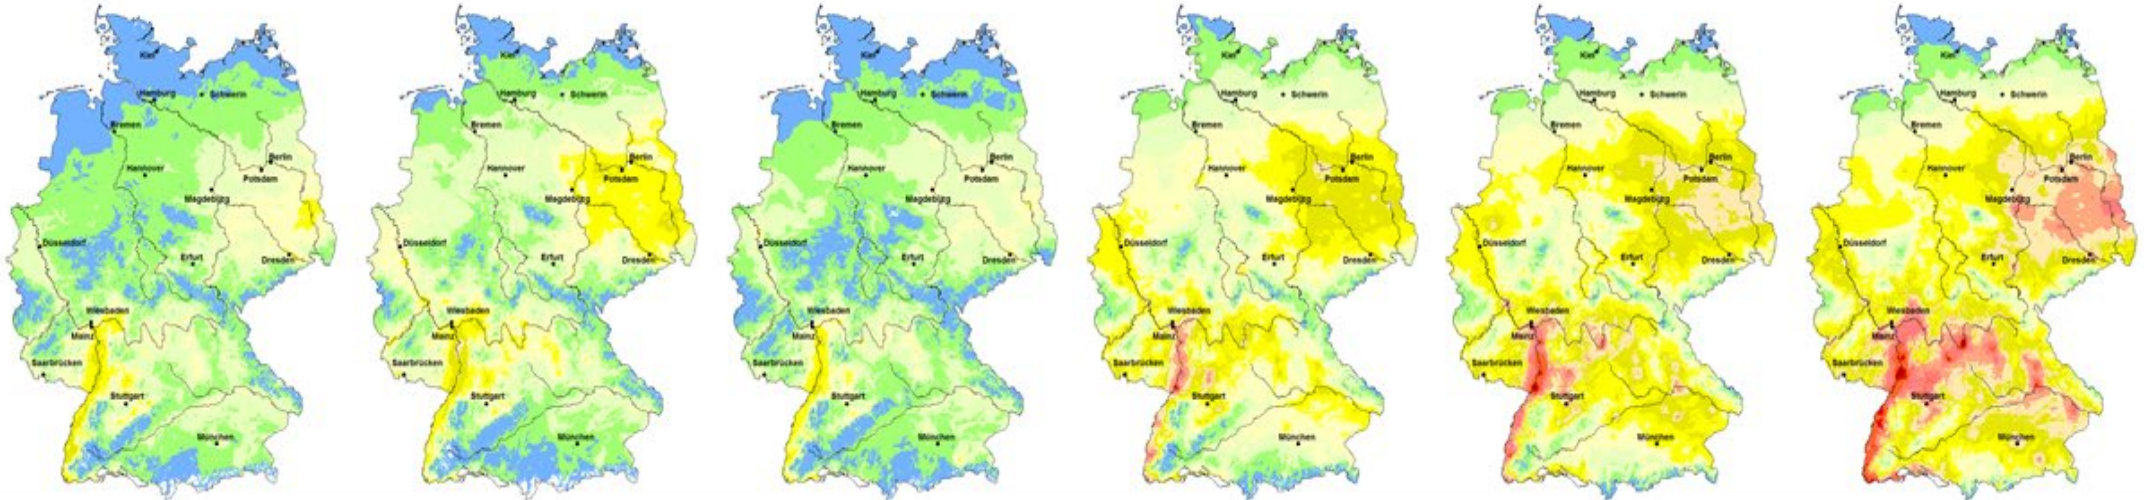 Kiel
Hamburg
Schwerin
Bremen
Berlin
Hannover
Potsdam
Magdeburg
Düsseldorf
Erfurt
Dresden
Wiesbaden
Mainz
Saarbrücken
Stuttgart
München
Kiel
Hamburg
Schwerin
Bremen
Berlin
Hannover
Potsdam
Magdeburg
Düsseldorf
Erfurt
Dresden
Wiesbaden
Mainz
Saarbrücken
Stuttgart
München
Kiel
Hamburg
Schwerin
Bremen
Berlin
Hannover
Potsdam
Magdeburg
Düsseldorf
Erfurt
Dresden
Wiesbaden
Mainz
Saarbrücken
Stuttgart
München
Kiel
Hamburg
Schwerin
Bremen
Berlin
Hannover
Potsdam
Magdeburg
Düsseldorf
Erfurt
Dresden
Wiesbaden
Mainz
Saarbrücken
Stuttgart
München
Kiel
Hamburg
Schwerin
Bremen
Berlin
Hannover
Potsdam
Magdeburg
Düsseldorf
Erfurt
Dresden
Wiesbaden
Mainz
Saarbrücken
Stuttgart
München
Kiel
Hamburg
Schwerin
Bremen
Berlin
Hannover
Potsdam
Magdeburg
Düsseldorf
Erfurt
Dresden
Wiesbaden
Mainz
Saarbrücken
Stuttgart
München